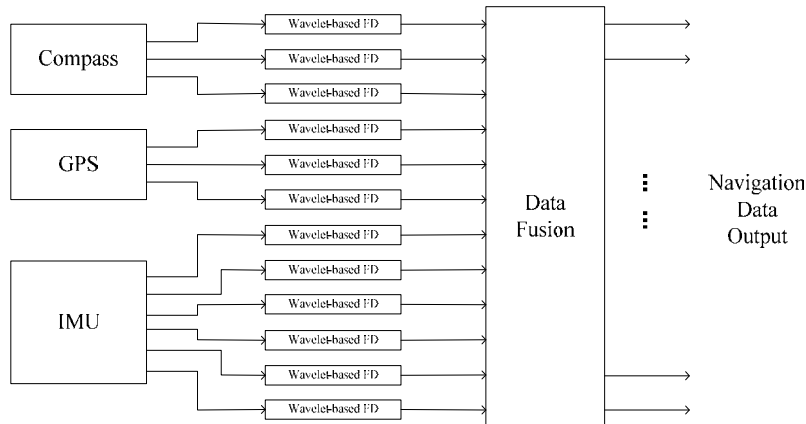 Compass
GPS
IMU
Wavelet-based FD
Wavelet-based FD
Wavelet-based FD
Wavelet-based FD
Wavelet-based FD
Wavelet-based FD
Wavelet-based FD
Wavelet-based FD
Wavelet-based FD
Wavelet-based FD
Wavelet-based FD
Wavelet-based FD
Data
Fusion
Navigation
Data
Output